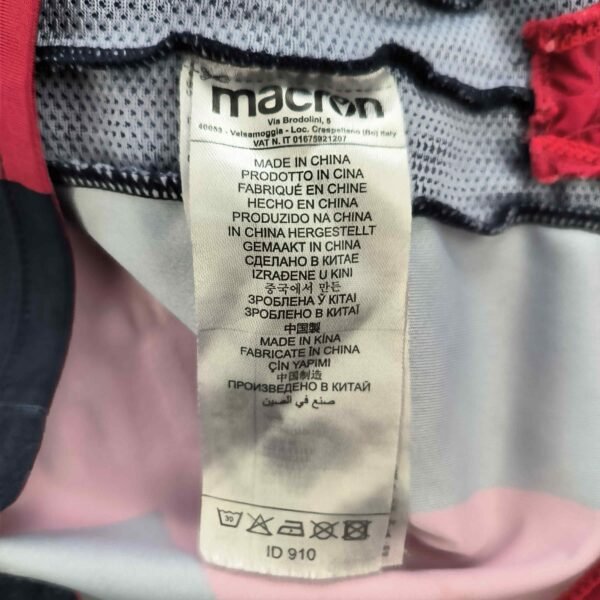 macron
Via Brodolini, 5
40053 - Valsamoggia - Loc. Crespellano (Bo) Italy
VAT N. IT 01675921207
MADE IN CHINA
PRODOTTO IN CINA
FABRIQUÉ EN CHINE
HECHO EN CHINA
PRODUZIDO NA CHINA
IN CHINA HERGESTELLT
GEMAAKT IN CHINA
СДЕЛАНО В КИТАЕ
IZRAĐENE U KINI
중국에서 만든
ЗРОБЛЕНА Ў KITAI
ЗРОБЛЕНО В КИТАЇ
中国製
MADE IN KINA
FABRICATE ÎN CHINA
ÇİN YAPIMI
中国制造
ПРОИЗВЕДЕНО В КИТАЙ
صنع في الصين
30
ID 910